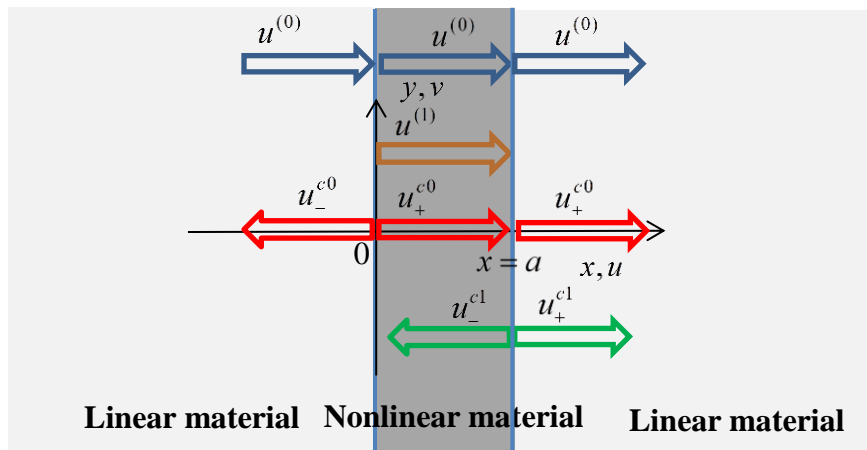 u^{(0)} u^{(0)} u^{(0)}
y, v
u^{(1)}
u_-^{c0} u_+^{c0} u_+^{c0}
0 x = a x, u
u_-^{c1} u_+^{c1}
Linear material Nonlinear material Linear material